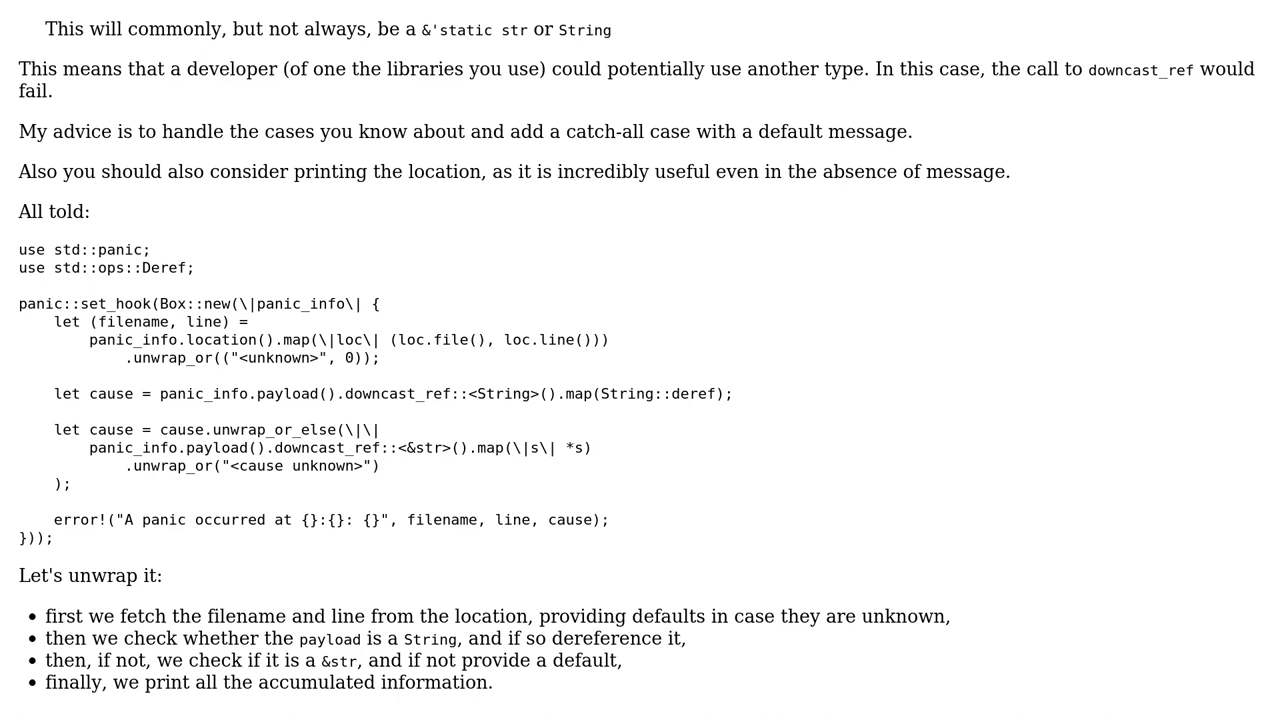 This will commonly, but not always, be a &'static str or String
This means that a developer (of one the libraries you use) could potentially use another type. In this case, the call to downcast_ref would
fail.
My advice is to handle the cases you know about and add a catch-all case with a default message.
Also you should also consider printing the location, as it is incredibly useful even in the absence of message.
All told:
use std::panic;
use std::ops::Deref;
panic::set_hook(Box::new(\|panic_info\| {
    let (filename, line) =
        panic_info.location().map(\|loc\| (loc.file(), loc.line()))
            .unwrap_or(("<unknown>", 0));
    let cause = panic_info.payload().downcast_ref::<String>().map(String::deref);
    let cause = cause.unwrap_or_else(\|\|
        panic_info.payload().downcast_ref::<&str>().map(\|s\| *s)
            .unwrap_or("<cause unknown>")
    );
    error!("A panic occurred at {}:{}: {}", filename, line, cause);
}));
Let's unwrap it:
• first we fetch the filename and line from the location, providing defaults in case they are unknown,
• then we check whether the payload is a String, and if so dereference it,
• then, if not, we check if it is a &str, and if not provide a default,
• finally, we print all the accumulated information.